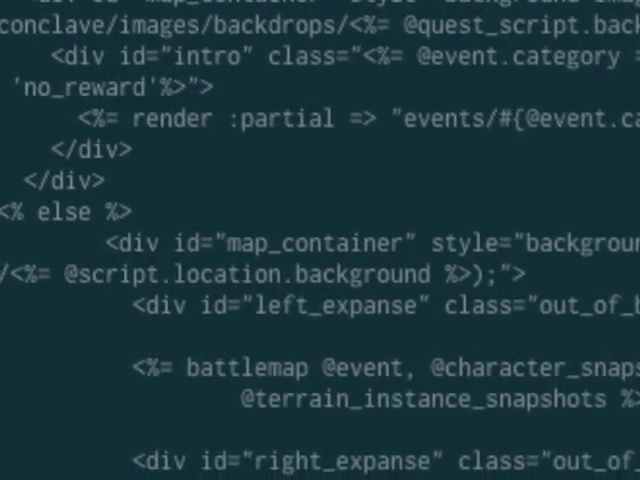 conclave/images/backdrops/<%= @quest_script.back
<div id="intro" class="<%= @event.category =
'no_reward'%>">
<%= render :partial => "events/#{@event.ca
</div>
</div>
<% else %>
<div id="map_container" style="backgroun
/<%= @script.location.background %>);">
<div id="left_expanse" class="out_of_b
<%= battlemap @event, @character_snaps
@terrain_instance_snapshots %>
<div id="right_expanse" class="out_of_